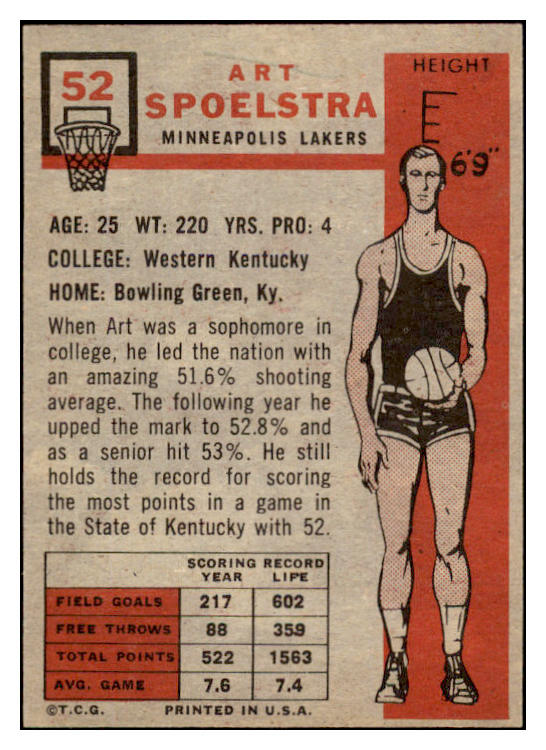 52
ART
SPOELSTRA
MINNEAPOLIS LAKERS
HEIGHT
6'9"
AGE: 25 WT: 220 YRS. PRO: 4
COLLEGE: Western Kentucky
HOME: Bowling Green, Ky.
When Art was a sophomore in
college, he led the nation with
an amazing 51.6% shooting
average. The following year he
upped the mark to 52.8% and
as a senior hit 53%. He still
holds the record for scoring
the most points in a game in
the State of Kentucky with 52.
SCORING RECORD
YEAR LIFE
FIELD GOALS 217 602
FREE THROWS 88 359
TOTAL POINTS 522 1563
AVG. GAME 7.6 7.4
©T.C.G. PRINTED IN U.S.A.